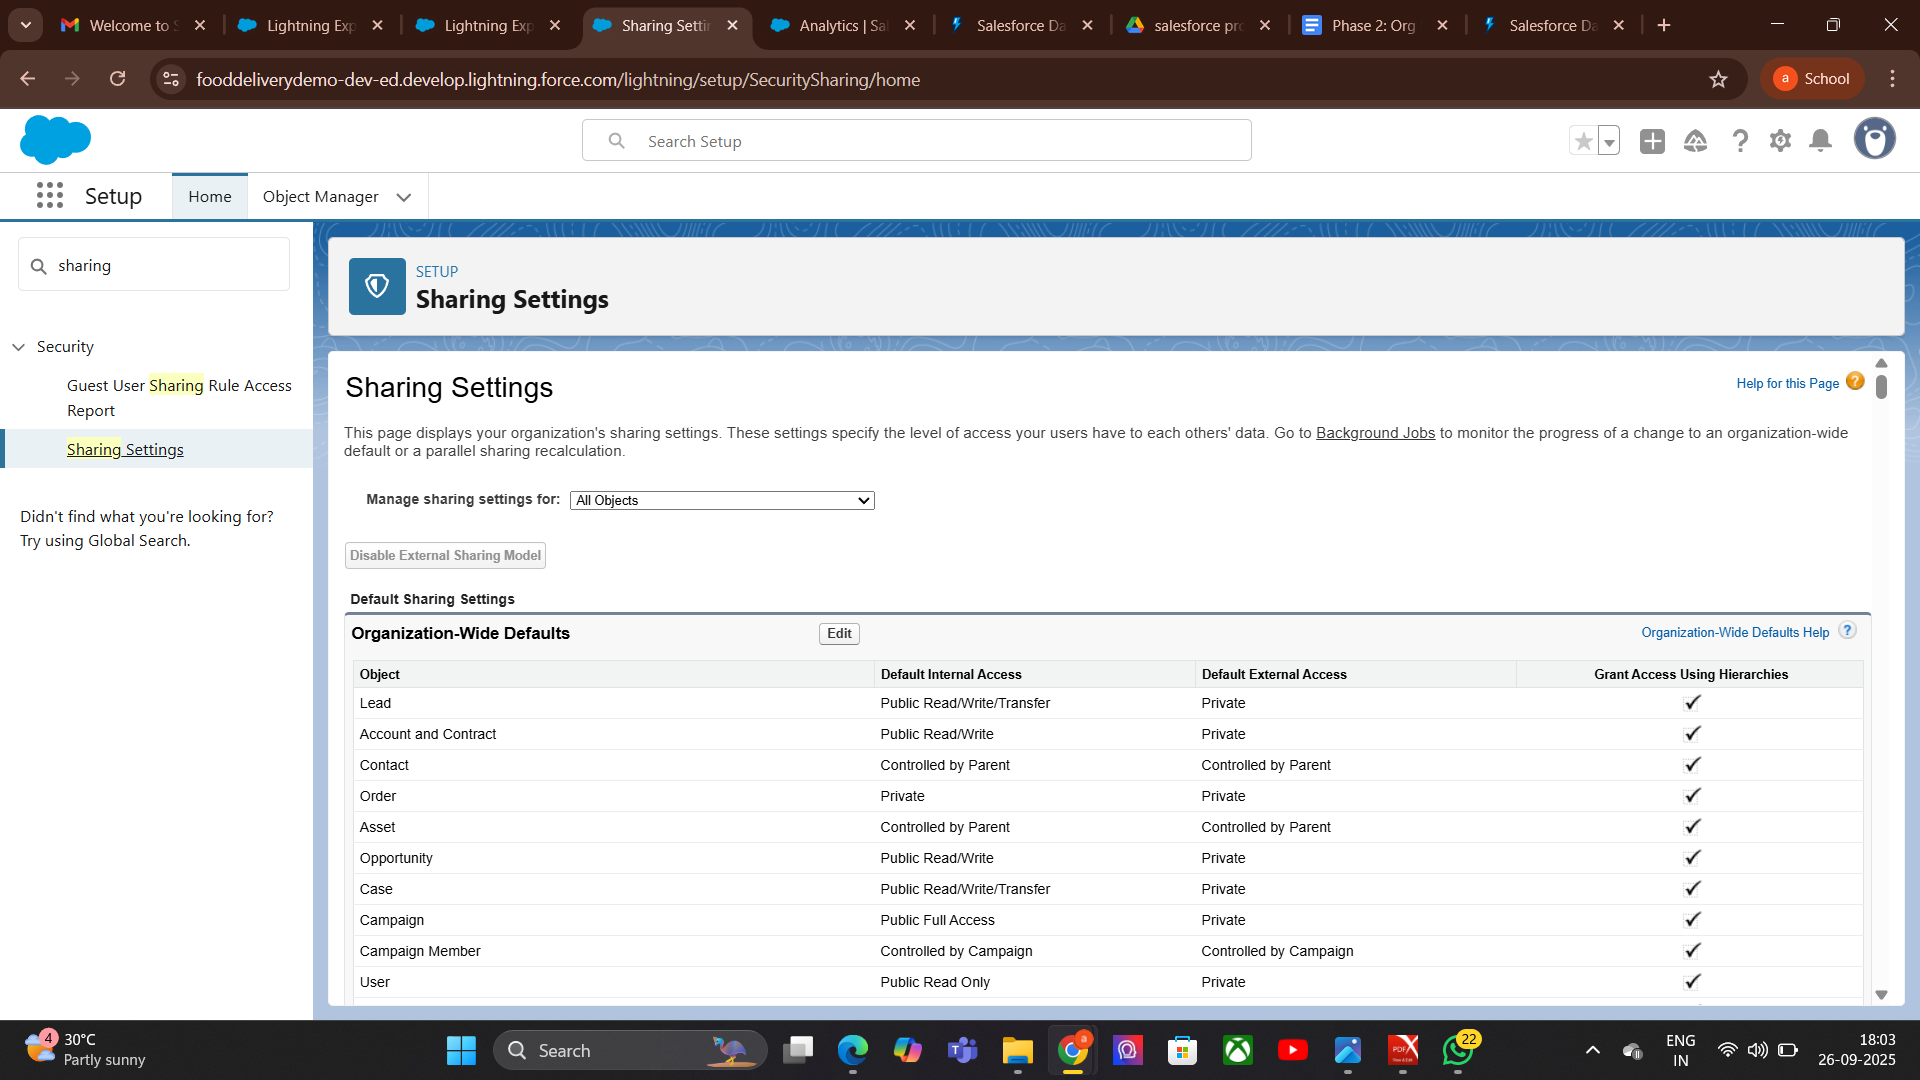 Welcome to S
Lightning Exp
Lightning Exp
Sharing Settin
Analytics | Sal
Salesforce Da
salesforce pro
Phase 2: Org
Salesforce Da
fooddeliverydemo-dev-ed.develop.lightning.force.com/lightning/setup/SecuritySharing/home
a School
Search Setup
Setup
Home
Object Manager
sharing
Security
Guest User Sharing Rule Access
Report
Sharing Settings
Didn't find what you're looking for?
Try using Global Search.
SETUP
Sharing Settings
Sharing Settings
Help for this Page ?
This page displays your organization's sharing settings. These settings specify the level of access your users have to each others' data. Go to Background Jobs to monitor the progress of a change to an organization-wide
default or a parallel sharing recalculation.
Manage sharing settings for: All Objects
Disable External Sharing Model
Default Sharing Settings
Organization-Wide Defaults Edit Organization-Wide Defaults Help ?
Object Default Internal Access Default External Access Grant Access Using Hierarchies
Lead Public Read/Write/Transfer Private
Account and Contract Public Read/Write Private
Contact Controlled by Parent Controlled by Parent
Order Private Private
Asset Controlled by Parent Controlled by Parent
Opportunity Public Read/Write Private
Case Public Read/Write/Transfer Private
Campaign Public Full Access Private
Campaign Member Controlled by Campaign Controlled by Campaign
User Public Read Only Private
4
30°C
Partly sunny
Search
a
22
ENG
IN
18:03
26-09-2025